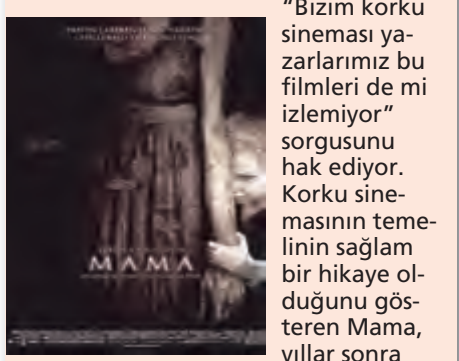 MAMA
"Bizim korku
sineması ya-
zarlarımız bu
filmleri de mi
izlemiyor"
sorgusunu
hak ediyor.
Korku sine-
masının teme-
linin sağlam
bir hikaye ol-
duğunu gös-
teren Mama,
yıllar sonra